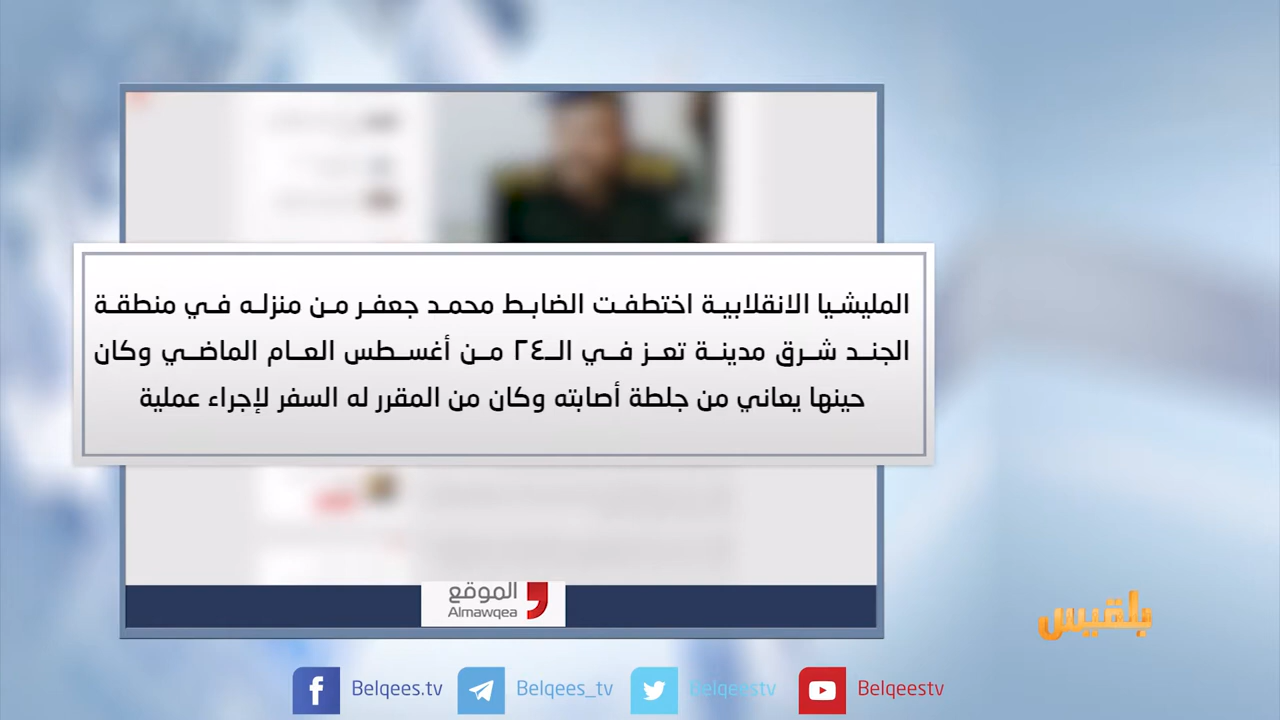 المليشيا الانقلابية اختطفت الضابط محمد جعفر من منزله في منطقة
الجند شرق مدينة تعز في الـ٢٤ من أغسطس العام الماضي وكان
حينها يعاني من جلطة أصابته وكان من المقرر له السفر لإجراء عملية
الموقع
Almawqea
بلقيس
Belqees.tv
Belqees_tv
Belqeestv
Belqeestv